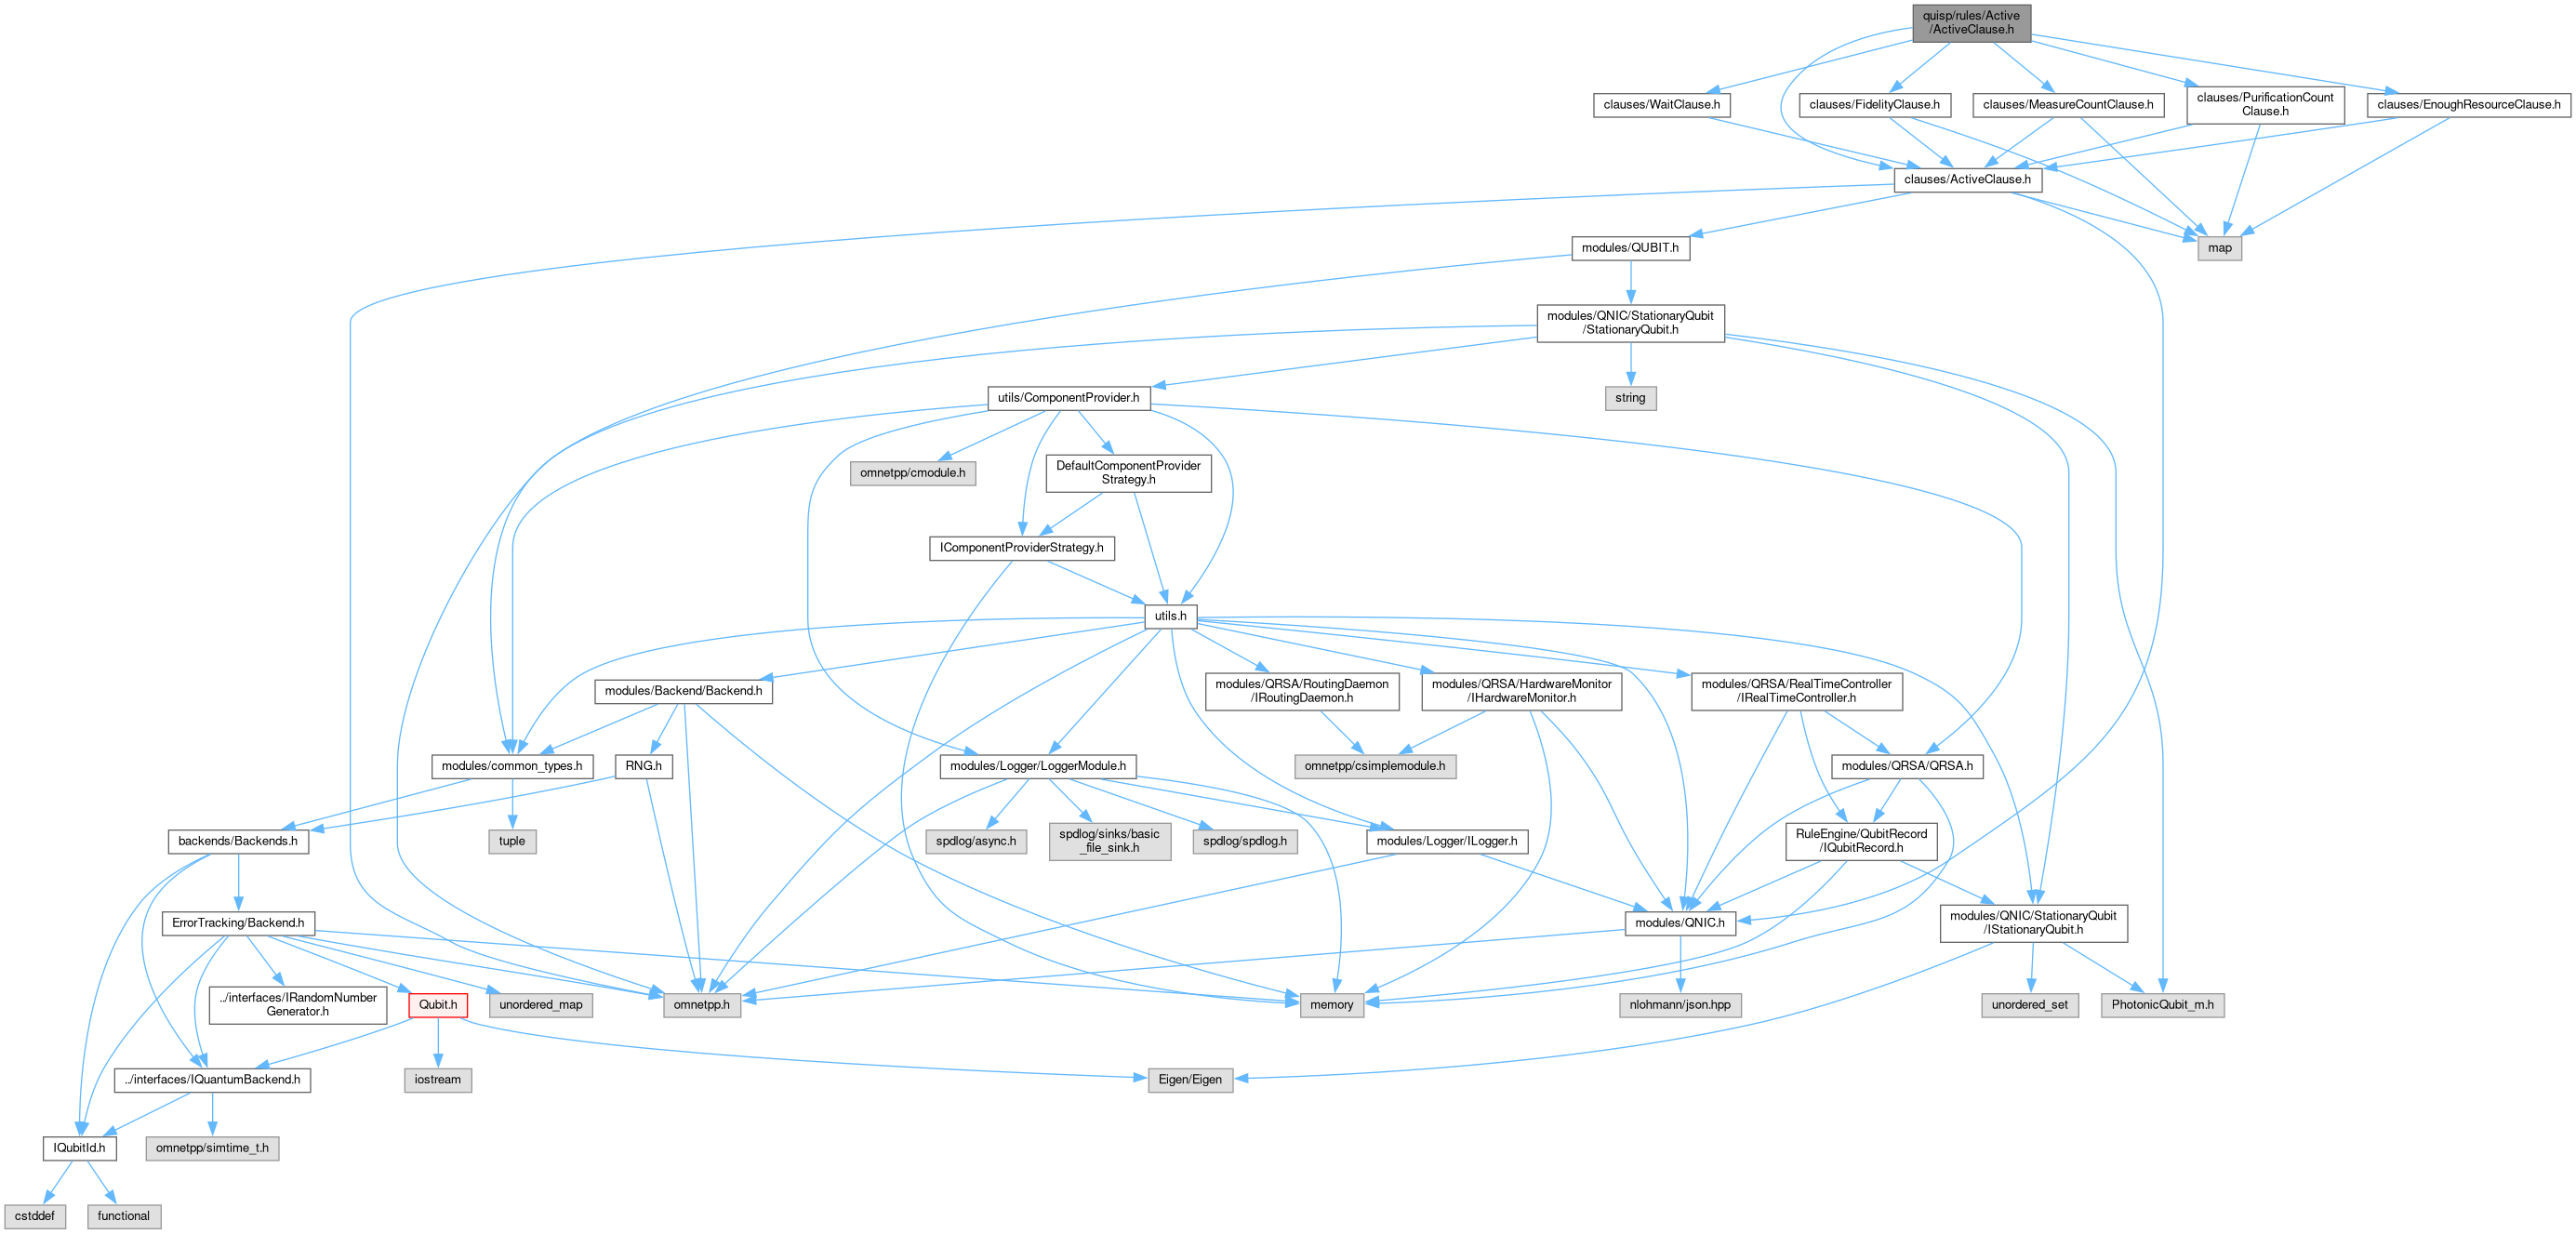 quisp/rules/Active
/ActiveClause.h
clauses/WaitClause.h
clauses/FidelityClause.h
clauses/MeasureCountClause.h
clauses/PurificationCount
Clause.h
clauses/EnoughResourceClause.h
clauses/ActiveClause.h
modules/QUBIT.h
map
modules/QNIC/StationaryQubit
/StationaryQubit.h
utils/ComponentProvider.h
string
omnetpp/cmodule.h
DefaultComponentProvider
Strategy.h
IComponentProviderStrategy.h
utils.h
modules/Backend/Backend.h
modules/QRSA/RoutingDaemon
/IRoutingDaemon.h
modules/QRSA/HardwareMonitor
/IHardwareMonitor.h
modules/QRSA/RealTimeController
/IRealTimeController.h
modules/common_types.h
RNG.h
modules/Logger/LoggerModule.h
omnetpp/csimplemodule.h
modules/QRSA/QRSA.h
backends/Backends.h
tuple
spdlog/async.h
spdlog/sinks/basic
_file_sink.h
spdlog/spdlog.h
modules/Logger/ILogger.h
RuleEngine/QubitRecord
/IQubitRecord.h
ErrorTracking/Backend.h
modules/QNIC.h
modules/QNIC/StationaryQubit
/IStationaryQubit.h
../interfaces/IRandomNumber
Generator.h
Qubit.h
unordered_map
omnetpp.h
memory
nlohmann/json.hpp
unordered_set
PhotonicQubit_m.h
../interfaces/IQuantumBackend.h
iostream
Eigen/Eigen
IQubitId.h
omnetpp/simtime_t.h
cstddef
functional